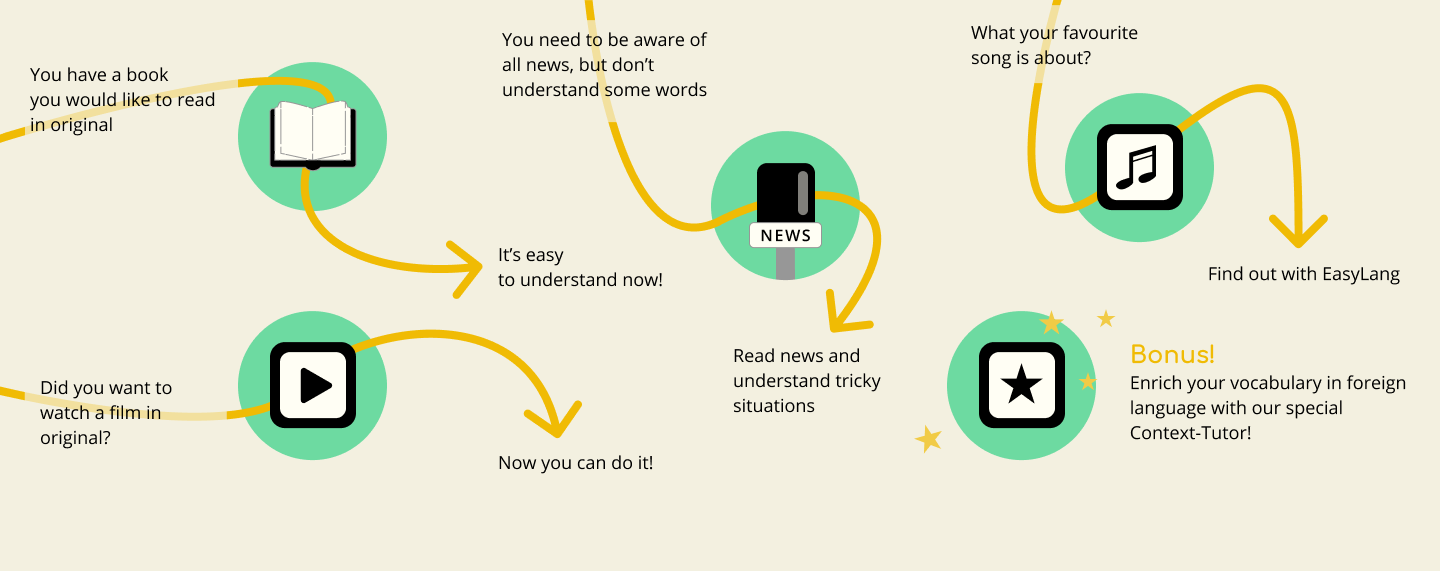 You have a book
you would like to read
in original
It's easy
to understand now!
You need to be aware of
all news, but don't
understand some words
NEWS
Read news and
understand tricky
situations
What your favourite
song is about?
Find out with EasyLang
Did you want to
watch a film in
original?
Now you can do it!
Bonus!
Enrich your vocabulary in foreign
language with our special
Context-Tutor!